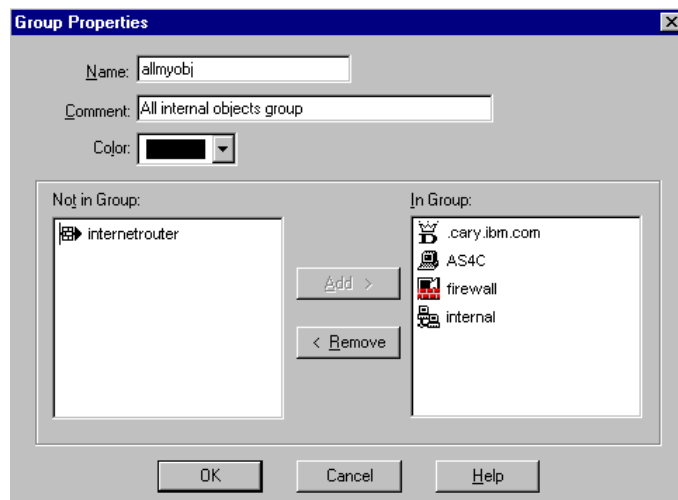 Group Properties
Name: allmyobj
Comment: All internal objects group
Color:
Not in Group:
internetrouter
Add >
< Remove
In Group:
.cary.ibm.com
AS4C
firewall
internal
OK
Cancel
Help